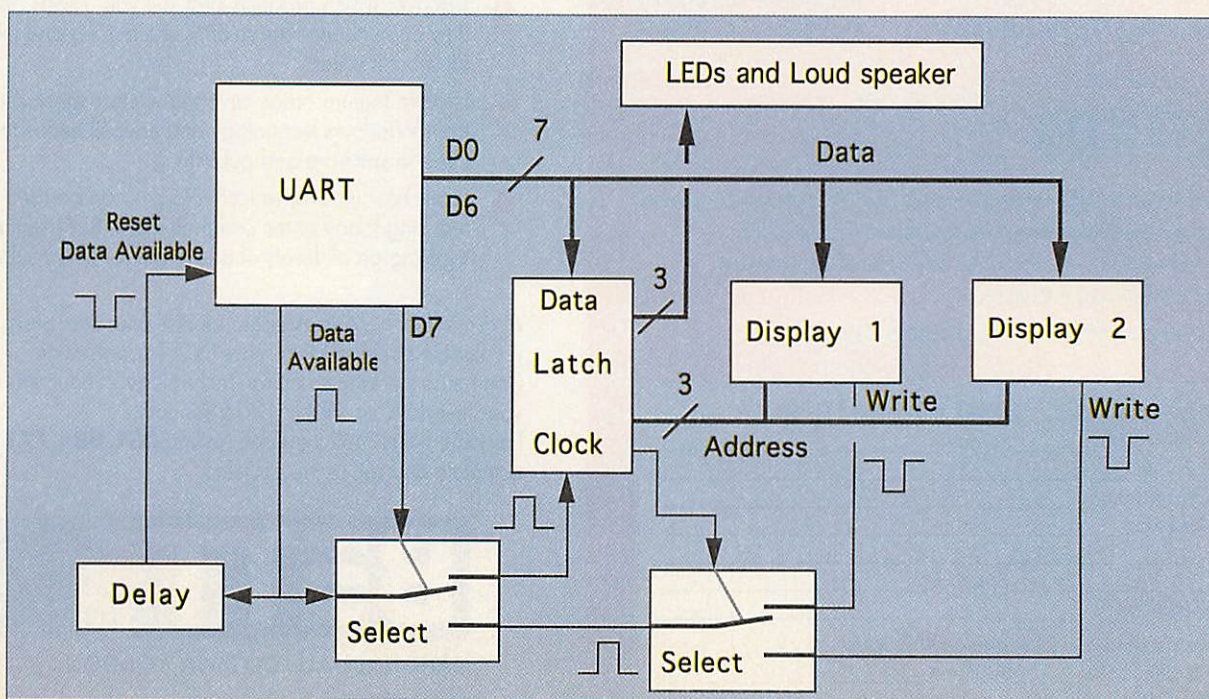 LEDs and Loud speaker
7
D0
Data
UART
D6
Reset
Data Available
3
D7
Data
Available
Data
Latch
Clock
Display 1
Display 2
3
Write
Write
Address
Delay
Select
Select